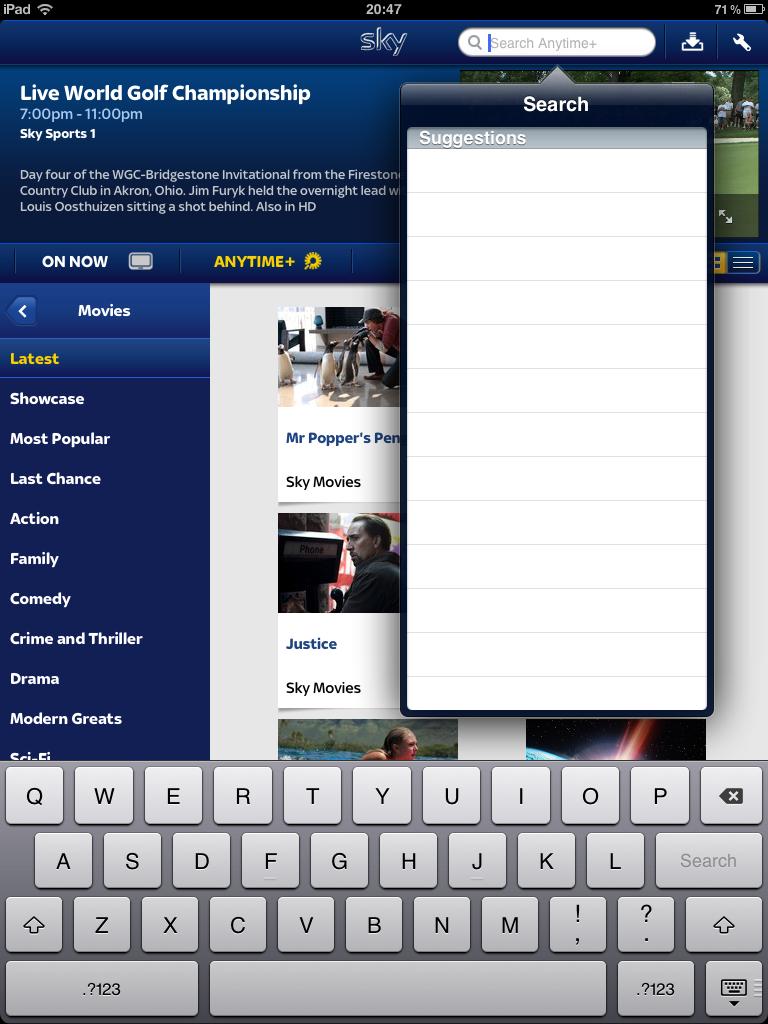 iPad
20:47
71 %
sky
Search Anytime+
Live World Golf Championship
7:00pm - 11:00pm
Sky Sports 1
Day four of the WGC-Bridgestone Invitational from the Firestone
Country Club in Akron, Ohio. Jim Furyk held the overnight lead wi
Louis Oosthuizen sitting a shot behind. Also in HD
Search
Suggestions
ON NOW
ANYTIME+
Movies
Latest
Showcase
Most Popular
Last Chance
Action
Family
Comedy
Crime and Thriller
Drama
Modern Greats
Sci-Fi
Mr Popper's Pen
Sky Movies
Phone
Justice
Sky Movies
Q W E R T Y U I O P
A S D F G H J K L Search
Z X C V B N M ! , ? .
.?123 .?123